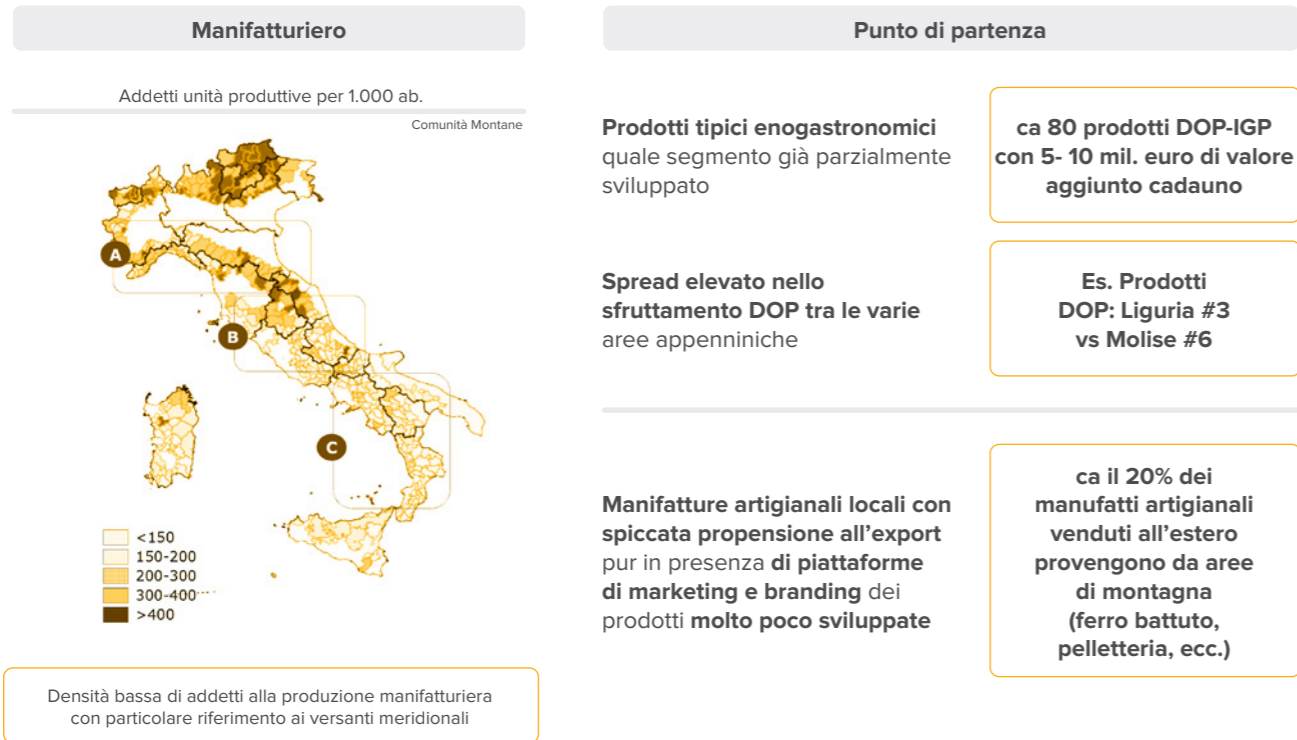 Manifatturiero
Addetti unità produttive per 1.000 ab.
Comunità Montane
A
B
C
<150
150-200
200-300
300-400
>400
Densità bassa di addetti alla produzione manifatturiera
con particolare riferimento ai versanti meridionali
Punto di partenza
Prodotti tipici enogastronomici
quale segmento già parzialmente
sviluppato
ca 80 prodotti DOP-IGP
con 5- 10 mil. euro di valore
aggiunto cadauno
Spread elevato nello
sfruttamento DOP tra le varie
aree appenniniche
Es. Prodotti
DOP: Liguria #3
vs Molise #6
Manifatture artigianali locali con
spiccata propensione all’export
pur in presenza di piattaforme
di marketing e branding dei
prodotti molto poco sviluppate
ca il 20% dei
manufatti artigianali
venduti all’estero
provengono da aree
di montagna
(ferro battuto,
pelletteria, ecc.)